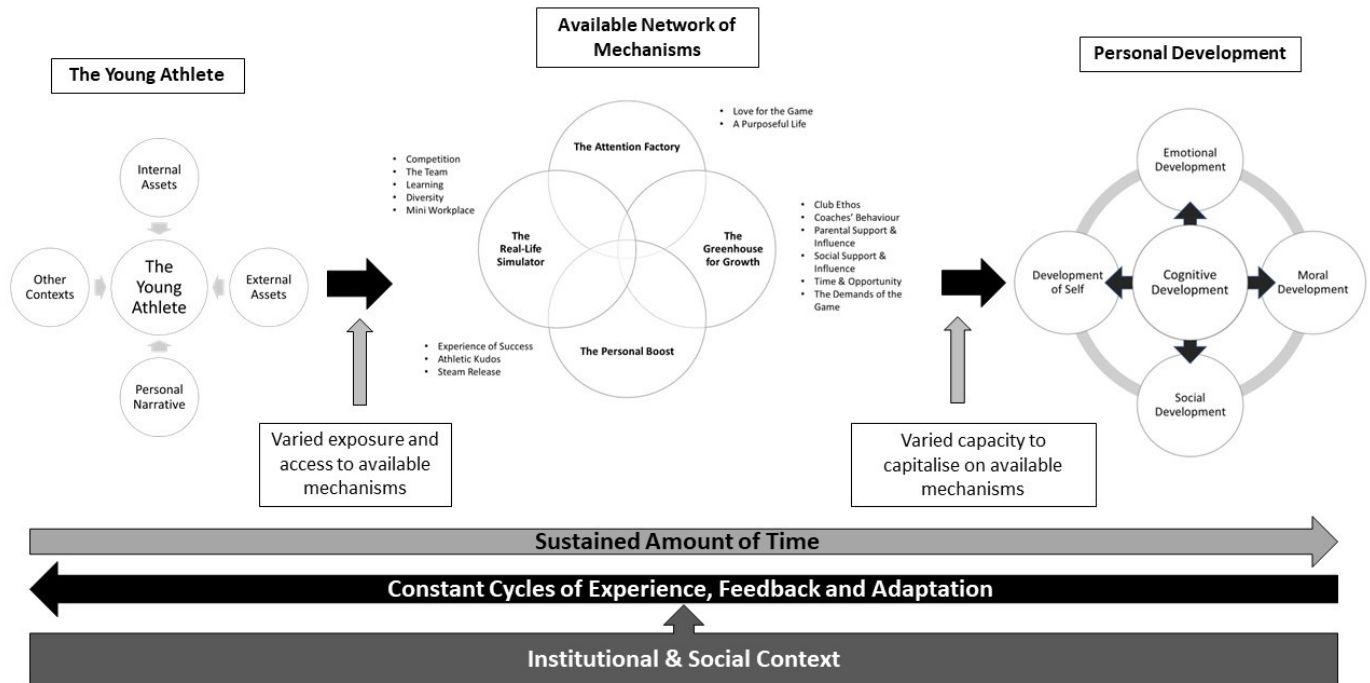 The Young Athlete
Internal
Assets
Other
Contexts
The
Young
Athlete
External
Assets
Personal
Narrative
Varied exposure and
access to available
mechanisms
Available Network of
Mechanisms
• Competition
• The Team
• Learning
• Diversity
• Mini Workplace
• Love for the Game
• A Purposeful Life
The Attention Factory
The
Real-Life
Simulator
The
Greenhouse
for Growth
The Personal Boost
• Club Ethos
• Coaches' Behaviour
• Parental Support &
Influence
• Social Support &
Influence
• Time & Opportunity
• The Demands of the
Game
• Experience of Success
• Athletic Kudos
• Steam Release
Varied capacity to
capitalise on available
mechanisms
Personal Development
Emotional
Development
Development
of Self
Cognitive
Development
Moral
Development
Social
Development
Sustained Amount of Time
Constant Cycles of Experience, Feedback and Adaptation
Institutional & Social Context